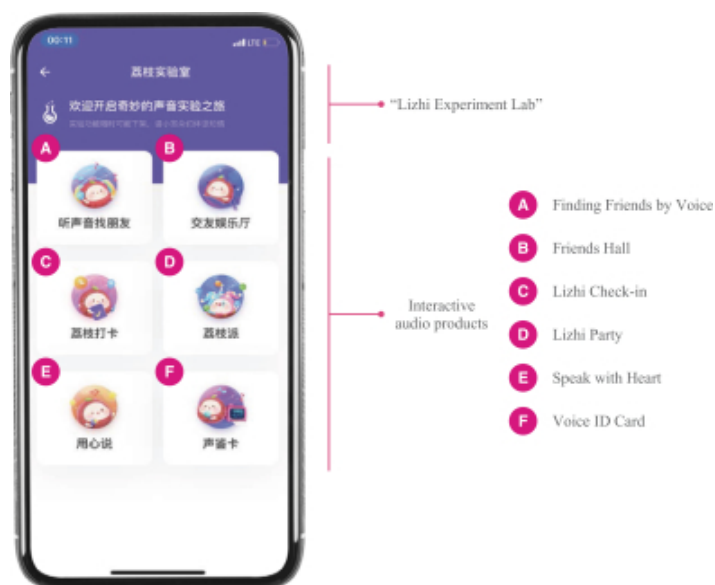 00:11
LTE
荔枝实验室
欢迎开启奇妙的声音实验之旅
A
B
听声音找朋友
交友娱乐厅
C
D
荔枝打卡
荔枝派
E
F
用心说
声鉴卡
“Lizhi Experiment Lab”
Interactive
audio products
A Finding Friends by Voice
B Friends Hall
C Lizhi Check-in
D Lizhi Party
E Speak with Heart
F Voice ID Card